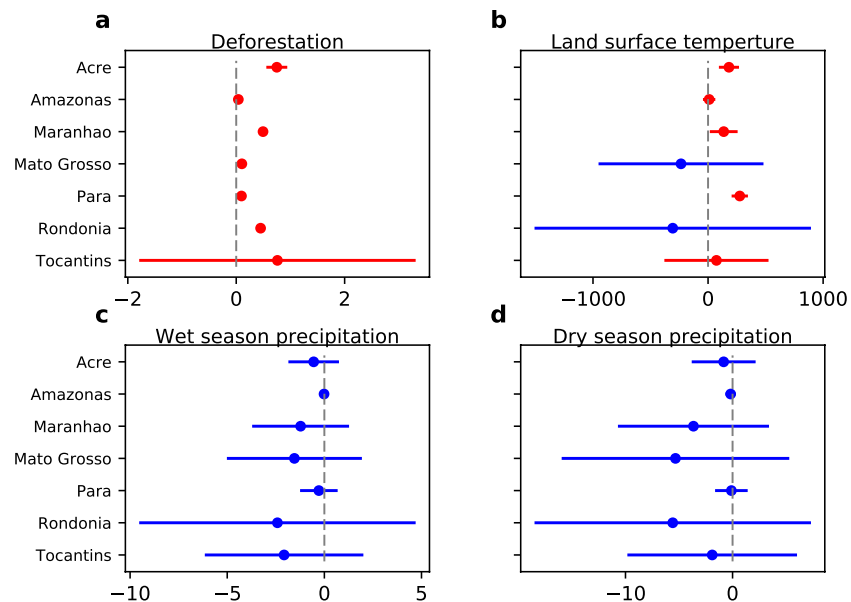 a
Deforestation
Acre
Amazonas
Maranhao
Mato Grosso
Para
Rondonia
Tocantins
−2 0 2
b
Land surface temperture
−1000 0 1000
c
Wet season precipitation
Acre
Amazonas
Maranhao
Mato Grosso
Para
Rondonia
Tocantins
−10 −5 0 5
d
Dry season precipitation
−10 0